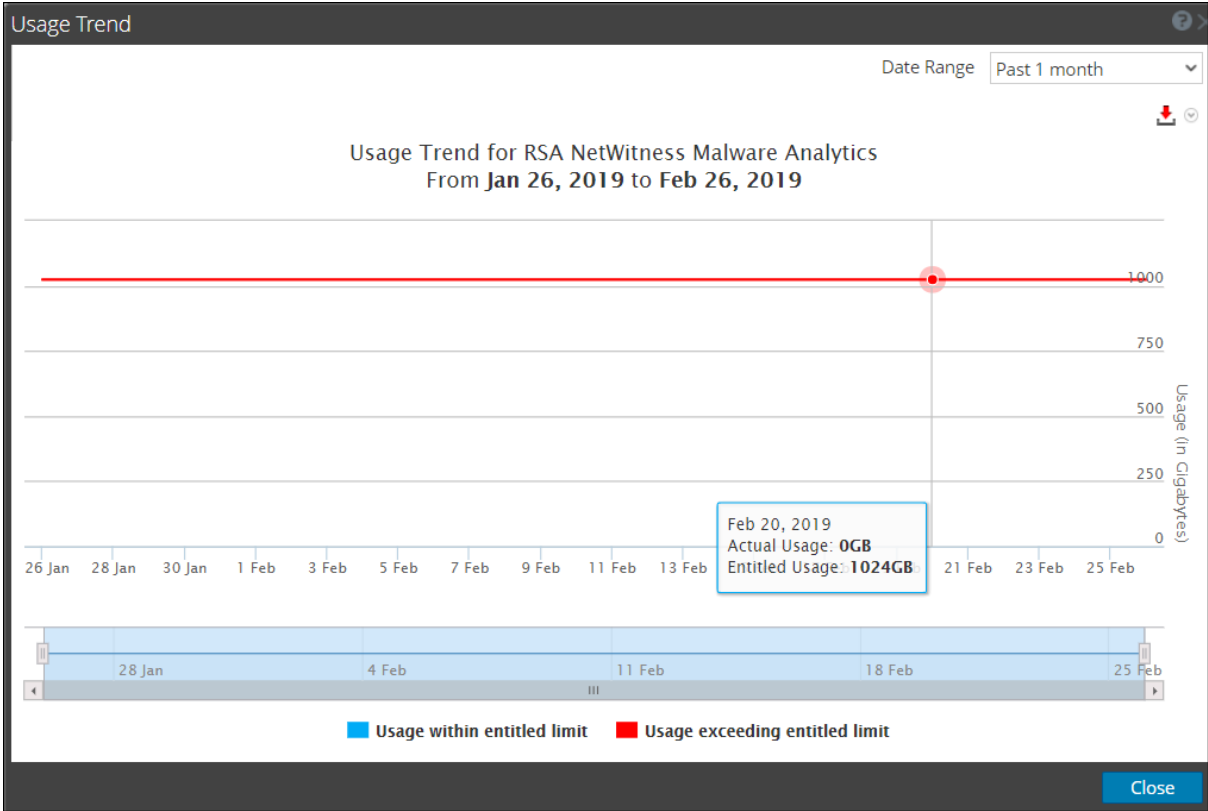 Usage Trend
Date Range Past 1 month
Usage Trend for RSA NetWitness Malware Analytics
From Jan 26, 2019 to Feb 26, 2019
1000
750
500
250
0
Usage (in Gigabytes)
Feb 20, 2019
Actual Usage: 0GB
Entitled Usage: 1024GB
26 Jan 28 Jan 30 Jan 1 Feb 3 Feb 5 Feb 7 Feb 9 Feb 11 Feb 13 Feb 21 Feb 23 Feb 25 Feb
28 Jan 4 Feb 11 Feb 18 Feb 25 Feb
Usage within entitled limit Usage exceeding entitled limit
Close